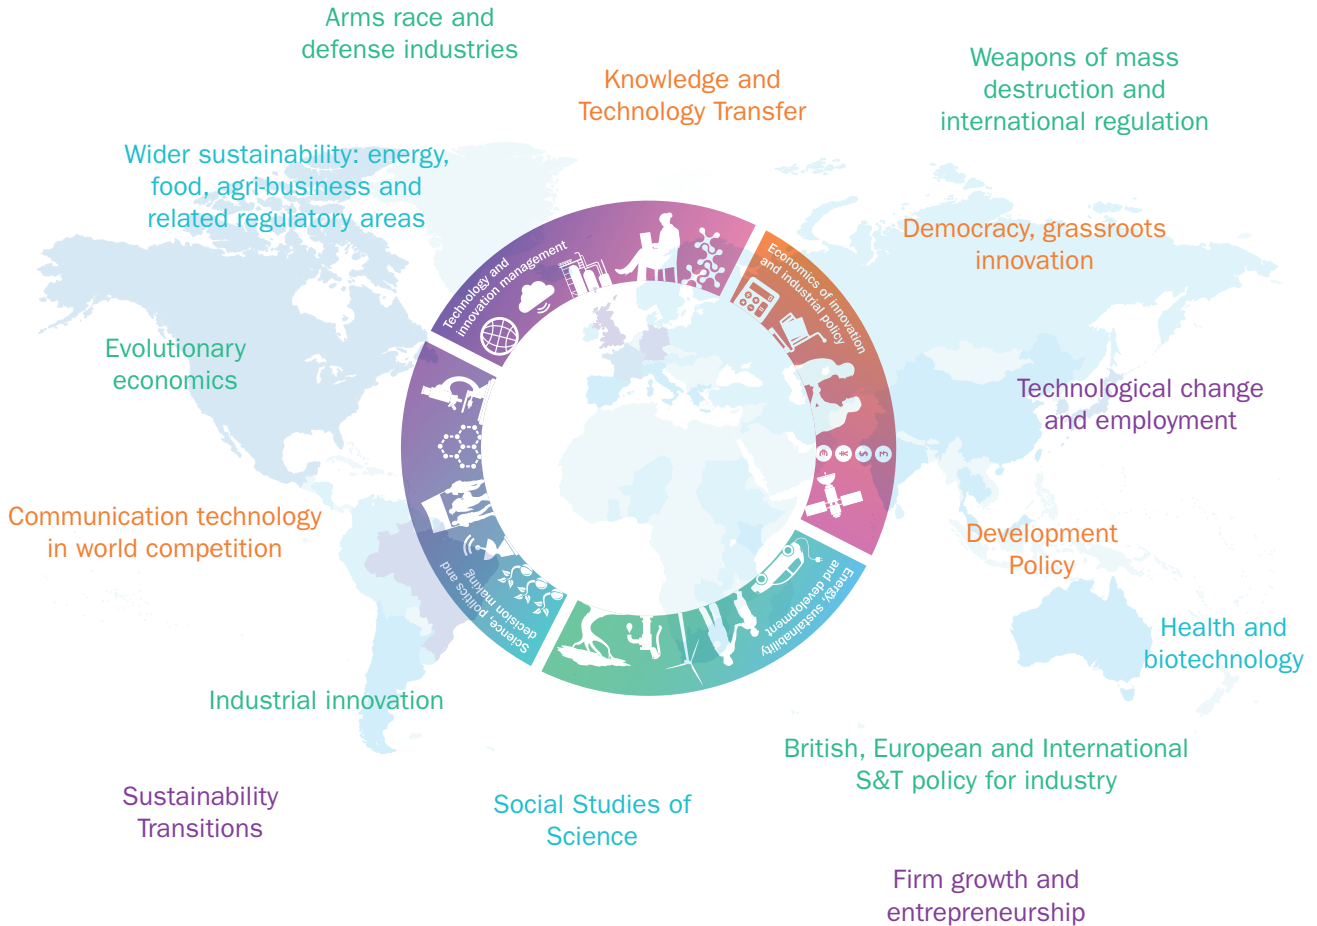 Arms race and
defense industries
Knowledge and
Technology Transfer
Weapons of mass
destruction and
international regulation
Wider sustainability: energy,
food, agri-business and
related regulatory areas
Democracy, grassroots
innovation
Technology and
innovation management
Economics of innovation
and industrial policy
Evolutionary
economics
Technological change
and employment
€ ¥ $ £
Communication technology
in world competition
Development
Policy
Science, politics and
decision making
Energy, sustainability
and development
Health and
biotechnology
Industrial innovation
British, European and International
S&T policy for industry
Sustainability
Transitions
Social Studies of
Science
Firm growth and
entrepreneurship